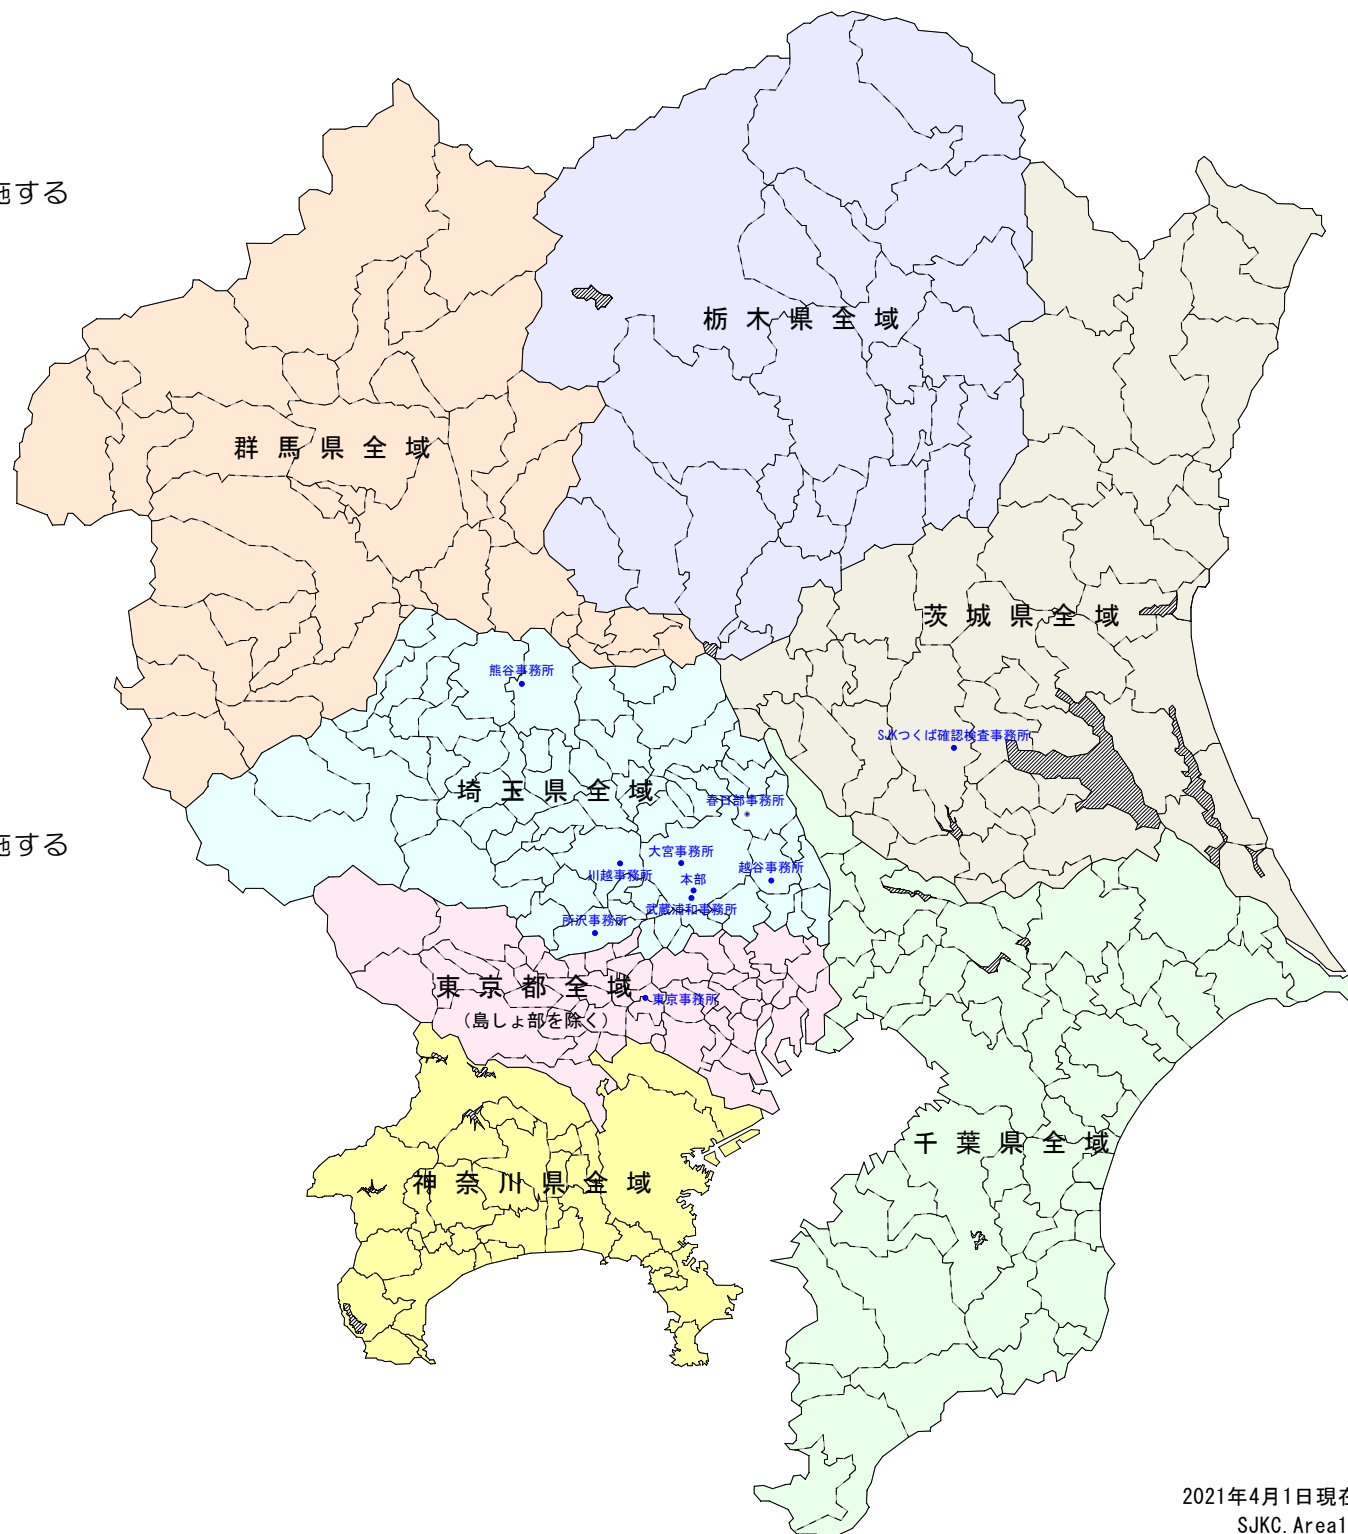 施する
栃木県全域
群馬県全域
茨城県全域
熊谷事務所
SJKつくば確認検査事務所
埼玉県全域
春日部事務所
大宮事務所
越谷事務所
川越事務所
本部
武蔵浦和事務所
所沢事務所
施する
東京都全域
東京事務所
（島しょ部を除く）
千葉県全域
神奈川県全域
2021年4月1日現在
SJKC.Area1